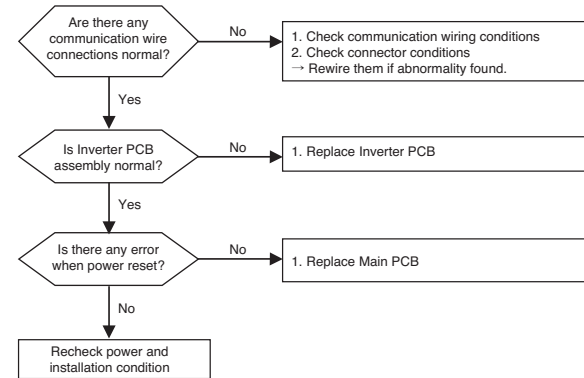 Are there any
communication wire
connections normal?
No
1. Check communication wiring conditions
2. Check connector conditions
→ Rewire them if abnormality found.
Yes
Is Inverter PCB
assembly normal?
No
1. Replace Inverter PCB
Yes
Is there any error
when power reset?
No
1. Replace Main PCB
No
Recheck power and
installation condition